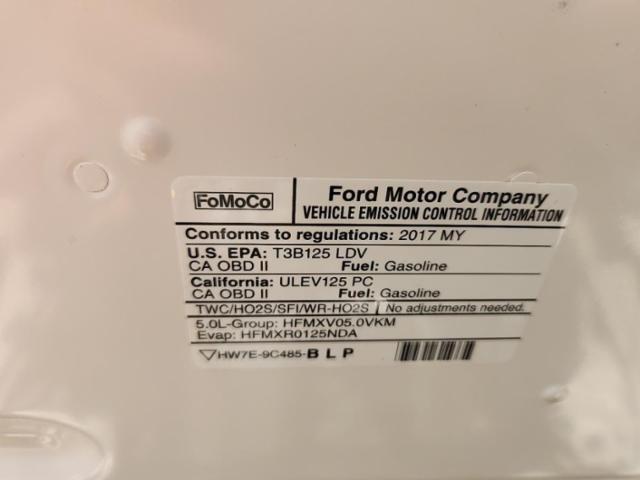 FoMoCo
Ford Motor Company
VEHICLE EMISSION CONTROL INFORMATION
Conforms to regulations: 2017 MY
U.S. EPA: T3B125 LDV
CA OBD II Fuel: Gasoline
California: ULEV125 PC
CA OBD II Fuel: Gasoline
TWC/HO2S/SFI/WR-HO2S No adjustments needed.
5.0L-Group: HFMXV05.0VKM
Evap: HFMXR0125NDA
HW7E-9C485-BLP